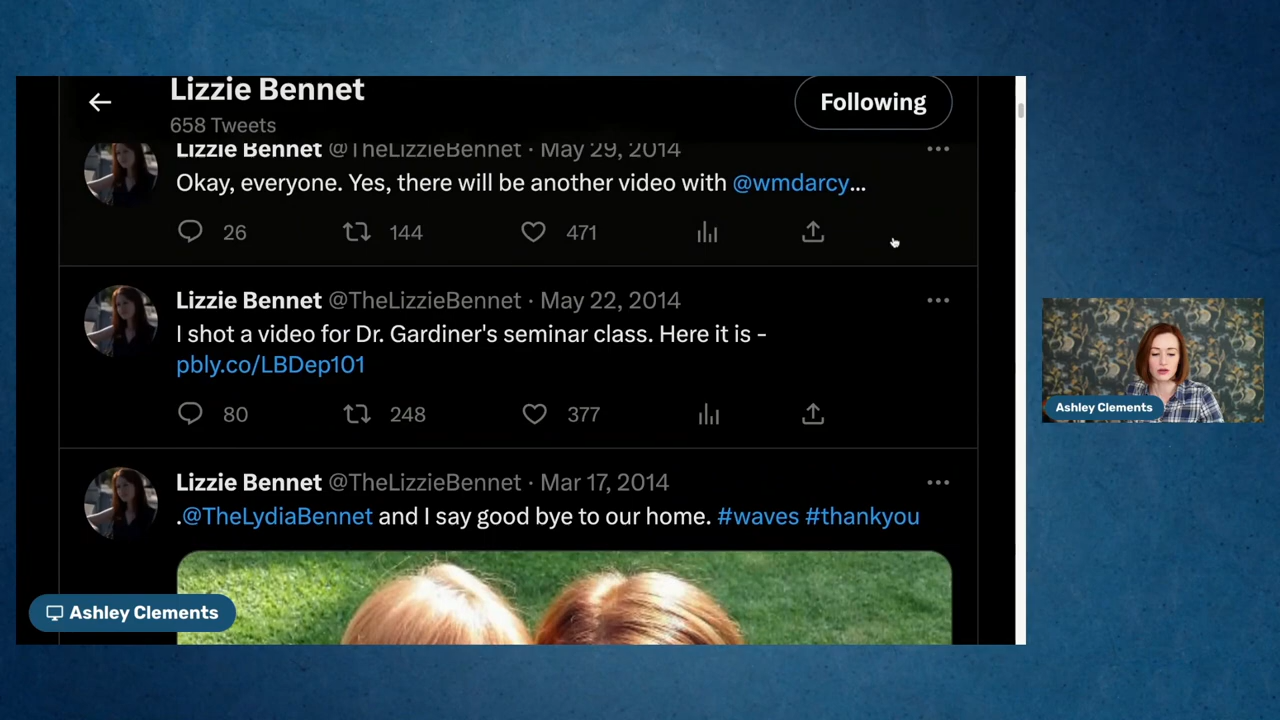 Lizzie Bennet
658 Tweets
Following
Lizzie Bennet @TheLizzieBennet · May 29, 2014
Okay, everyone. Yes, there will be another video with @wmdarcy...
26 144 471
Lizzie Bennet @TheLizzieBennet · May 22, 2014
I shot a video for Dr. Gardiner's seminar class. Here it is -
pbly.co/LBDep101
80 248 377
Lizzie Bennet @TheLizzieBennet · Mar 17, 2014
.@TheLydiaBennet and I say good bye to our home. #waves #thankyou
Ashley Clements
Ashley Clements